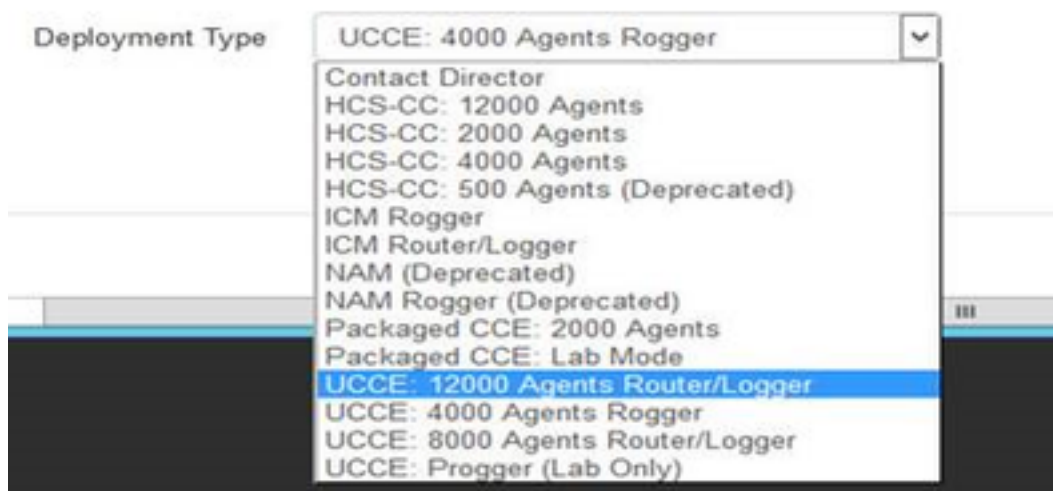 Deployment Type
UCCE: 4000 Agents Rogger
Contact Director
HCS-CC: 12000 Agents
HCS-CC: 2000 Agents
HCS-CC: 4000 Agents
HCS-CC: 500 Agents (Deprecated)
ICM Rogger
ICM Router/Logger
NAM (Deprecated)
NAM Rogger (Deprecated)
Packaged CCE: 2000 Agents
Packaged CCE: Lab Mode
UCCE: 12000 Agents Router/Logger
UCCE: 4000 Agents Rogger
UCCE: 8000 Agents Router/Logger
UCCE: Progger (Lab Only)